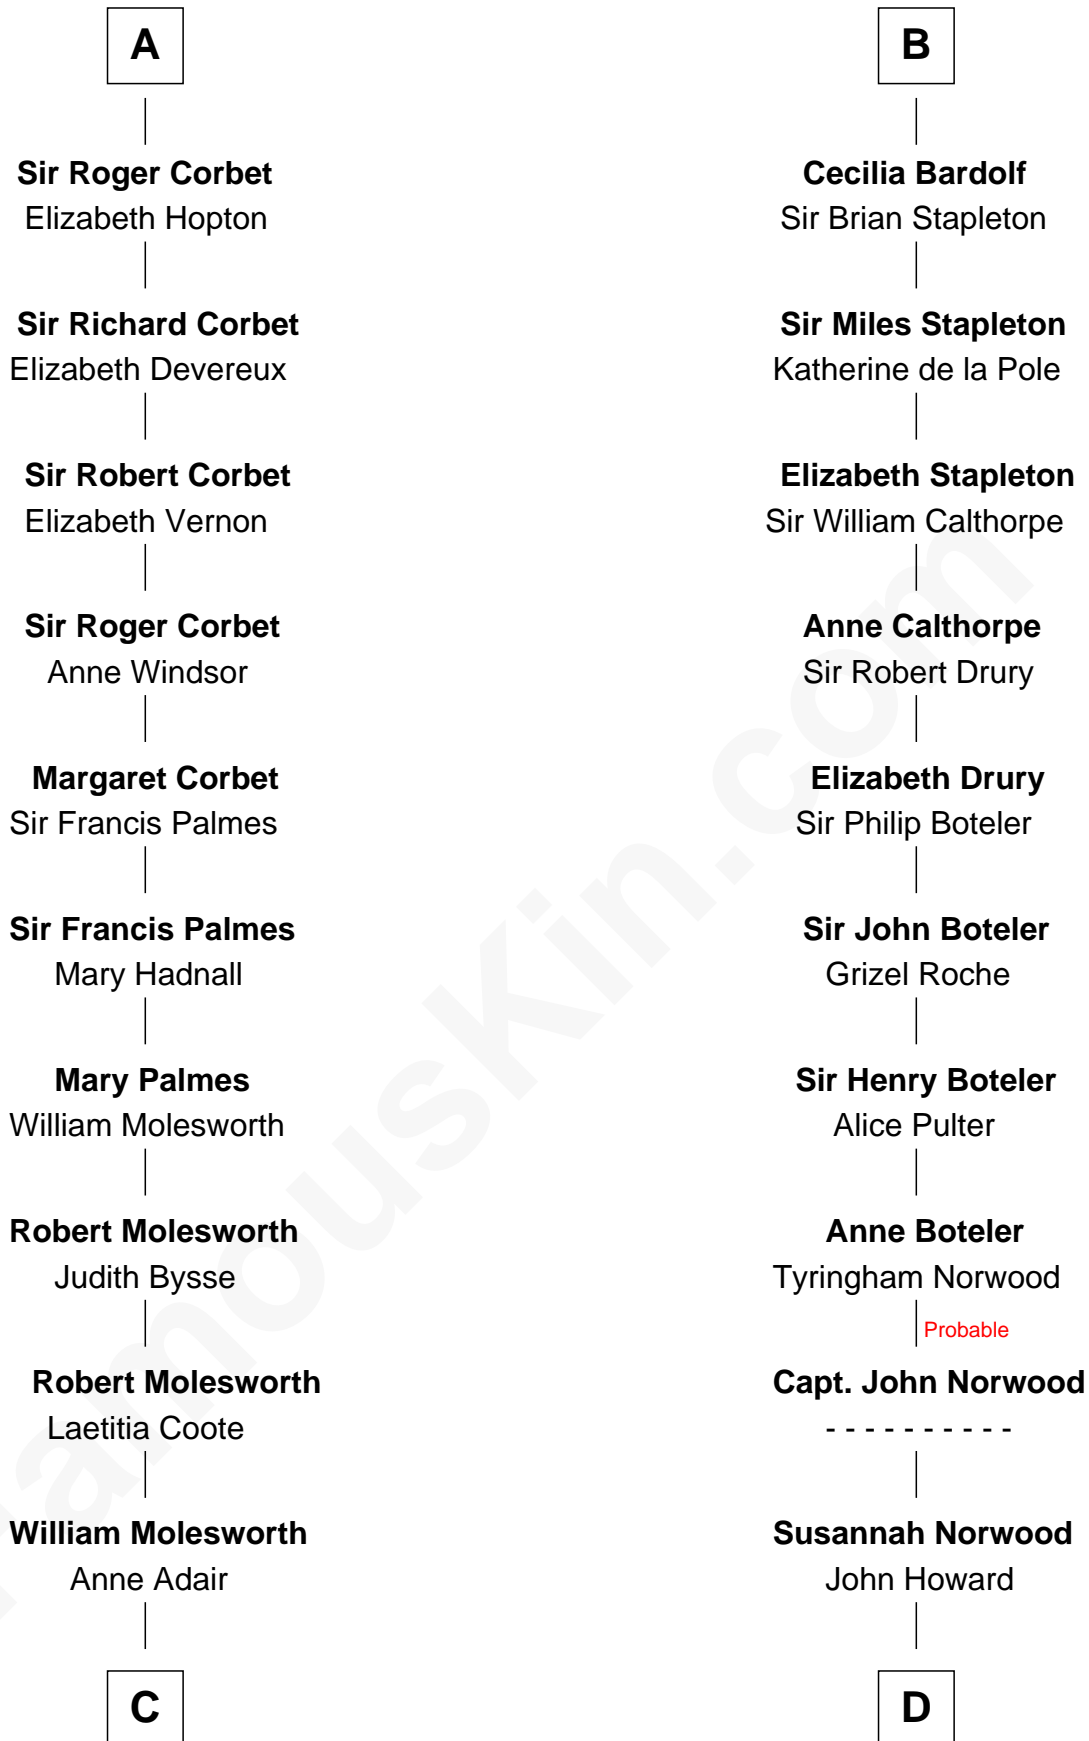 A
Sir Roger Corbet
Elizabeth Hopton
Sir Richard Corbet
Elizabeth Devereux
Sir Robert Corbet
Elizabeth Vernon
Sir Roger Corbet
Anne Windsor
Margaret Corbet
Sir Francis Palmes
Sir Francis Palmes
Mary Hadnall
Mary Palmes
William Molesworth
Robert Molesworth
Judith Bysse
Robert Molesworth
Laetitia Coote
William Molesworth
Anne Adair
C
B
Cecilia Bardolf
Sir Brian Stapleton
Sir Miles Stapleton
Katherine de la Pole
Elizabeth Stapleton
Sir William Calthorpe
Anne Calthorpe
Sir Robert Drury
Elizabeth Drury
Sir Philip Boteler
Sir John Boteler
Grizel Roche
Sir Henry Boteler
Alice Pulter
Anne Boteler
Tyringham Norwood
Probable
Capt. John Norwood
- - - - - - - - - -
Susannah Norwood
John Howard
D
FamousKin.com